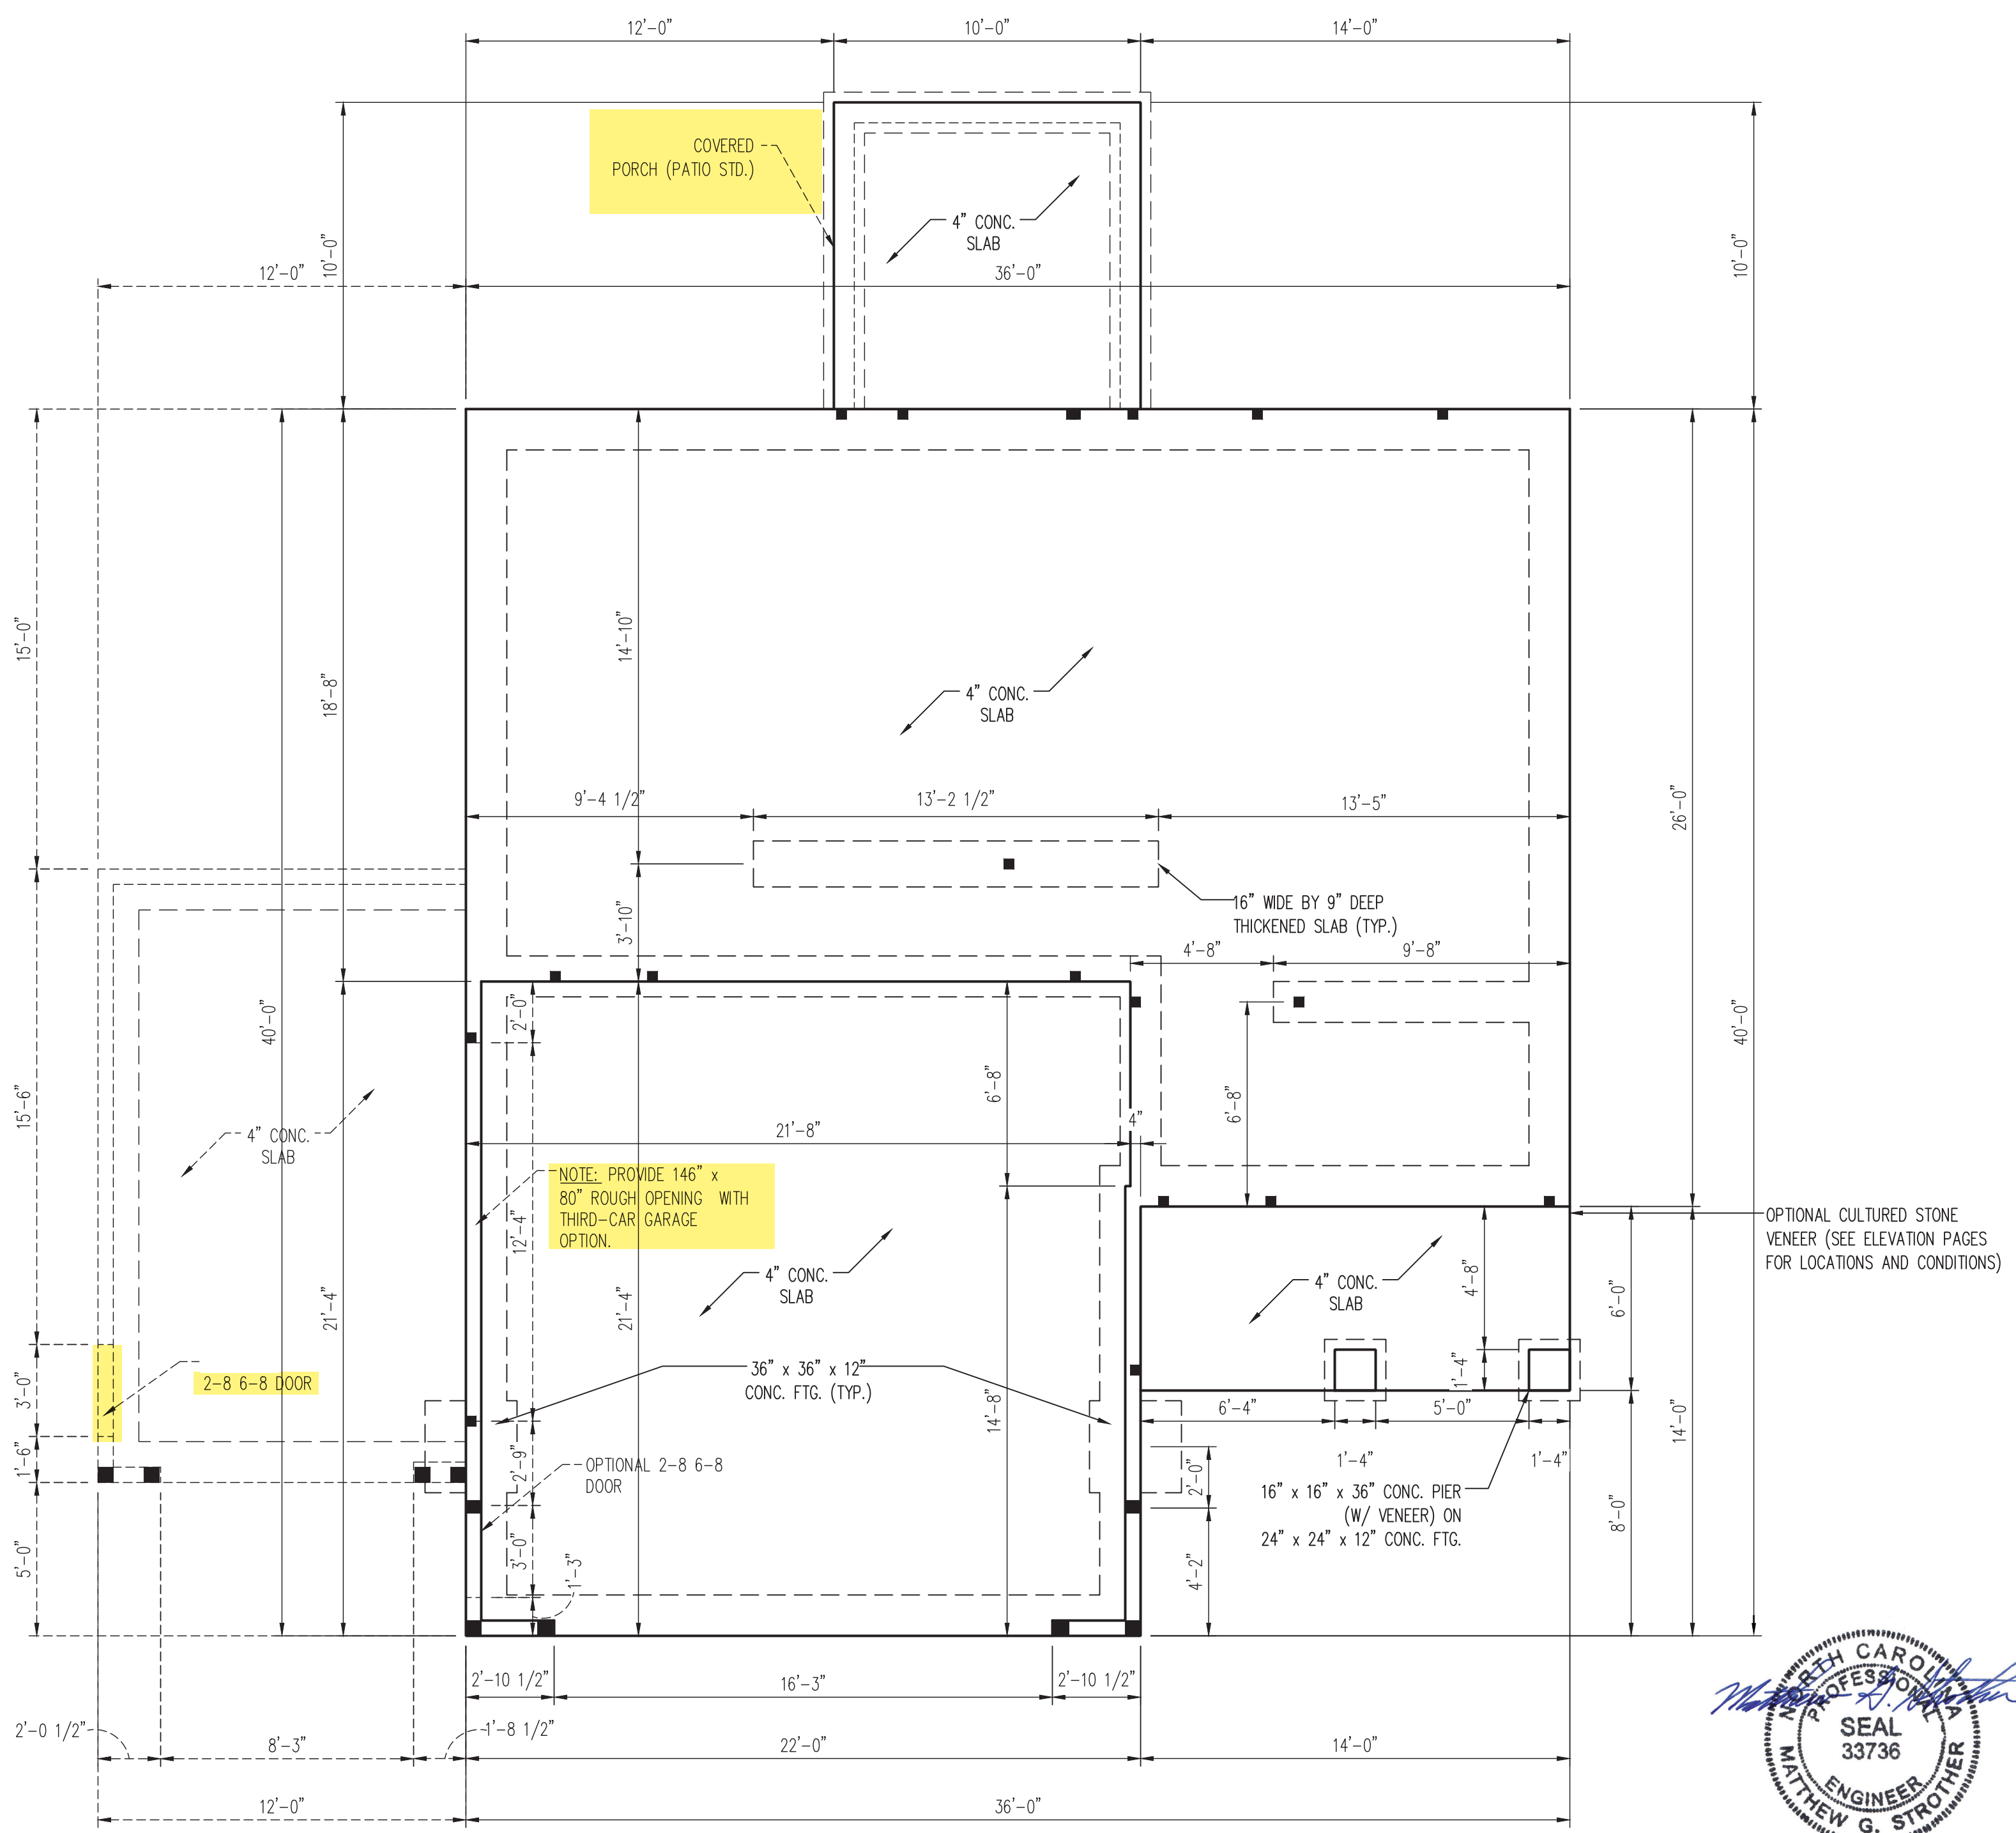 12'-0"
10'-0"
14'-0"
COVERED
PORCH (PATIO STD.)
4" CONC.
SLAB
10'-0"
10'-0"
12'-0"
36'-0"
15'-0"
18'-8"
14'-10"
4" CONC.
SLAB
9'-4 1/2"
13'-2 1/2"
13'-5"
26'-0"
16" WIDE BY 9" DEEP
THICKENED SLAB (TYP.)
3'-10"
4'-8"
9'-8"
40'-0"
2'-0"
40'-0"
15'-6"
6'-8"
6'-8"
4"
21'-8"
4" CONC.
SLAB
NOTE: PROVIDE 146" x
80" ROUGH OPENING WITH
THIRD-CAR GARAGE
OPTION.
12'-4"
OPTIONAL CULTURED STONE
VENEER (SEE ELEVATION PAGES
FOR LOCATIONS AND CONDITIONS)
4" CONC.
SLAB
4" CONC.
SLAB
4'-8"
6'-0"
21'-4"
21'-4"
36" x 36" x 12"
CONC. FTG. (TYP.)
3'-0"
2-8 6-8 DOOR
14'-8"
1'-4"
6'-4"
5'-0"
14'-0"
1'-4"
1'-4"
1'-6"
2'-9"
OPTIONAL 2-8 6-8
DOOR
2'-0"
16" x 16" x 36" CONC. PIER
(W/ VENEER) ON
24" x 24" x 12" CONC. FTG.
8'-0"
5'-0"
3'-0"
1'-3"
4'-2"
2'-10 1/2"
16'-3"
2'-10 1/2"
2'-0 1/2"
8'-3"
1'-8 1/2"
22'-0"
14'-0"
12'-0"
36'-0"
NORTH CAROLINA
PROFESSIONAL
SEAL
33736
ENGINEER
MATTHEW G. STROTHER